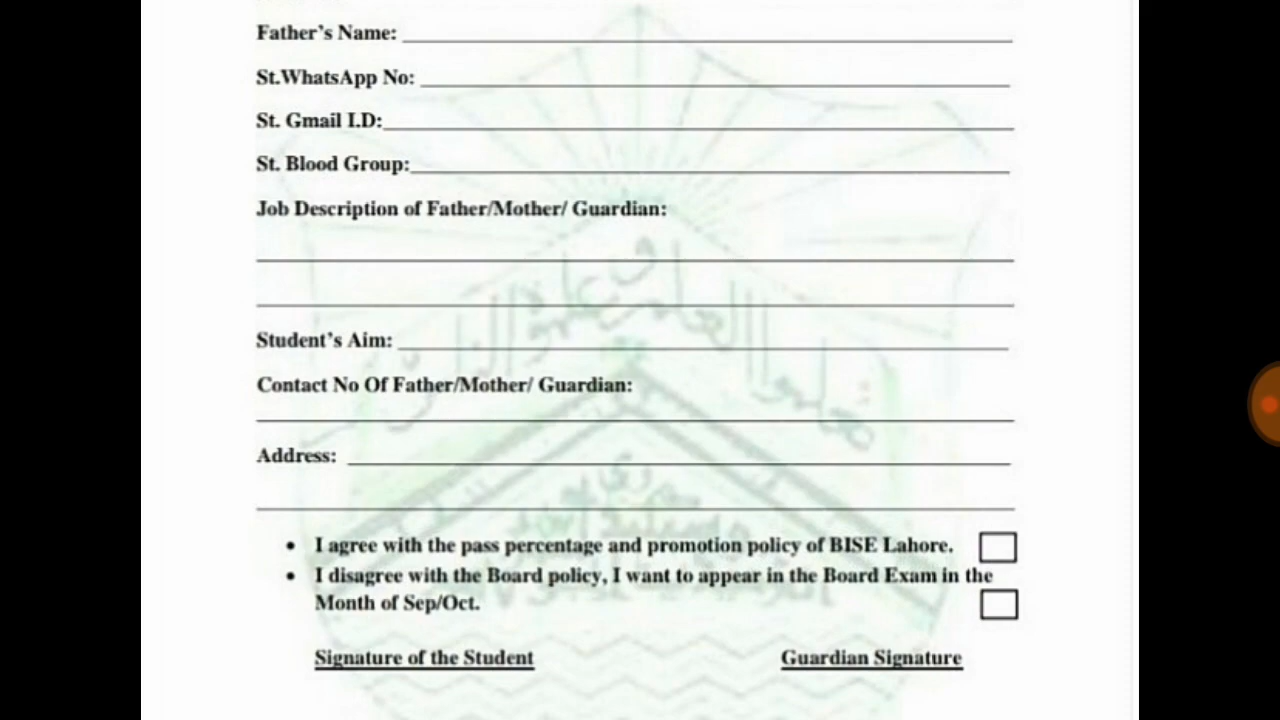 Father's Name:
St.WhatsApp No:
St. Gmail I.D:
St. Blood Group:
Job Description of Father/Mother/ Guardian:
Student's Aim:
Contact No Of Father/Mother/ Guardian:
Address:
• I agree with the pass percentage and promotion policy of BISE Lahore.
• I disagree with the Board policy, I want to appear in the Board Exam in the
Month of Sep/Oct.
Signature of the Student Guardian Signature